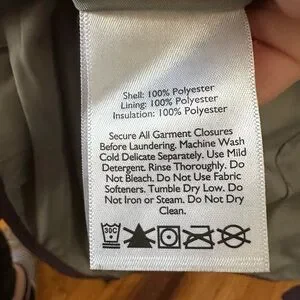 Shell: 100% Polyester
Lining: 100% Polyester
Insulation: 100% Polyester
Secure All Garment Closures
Before Laundering. Machine Wash
Cold Delicate Separately. Use Mild
Detergent. Rinse Thoroughly. Do
Not Bleach. Do Not Use Fabric
Softeners. Tumble Dry Low. Do
Not Iron or Steam. Do Not Dry
Clean.
30C